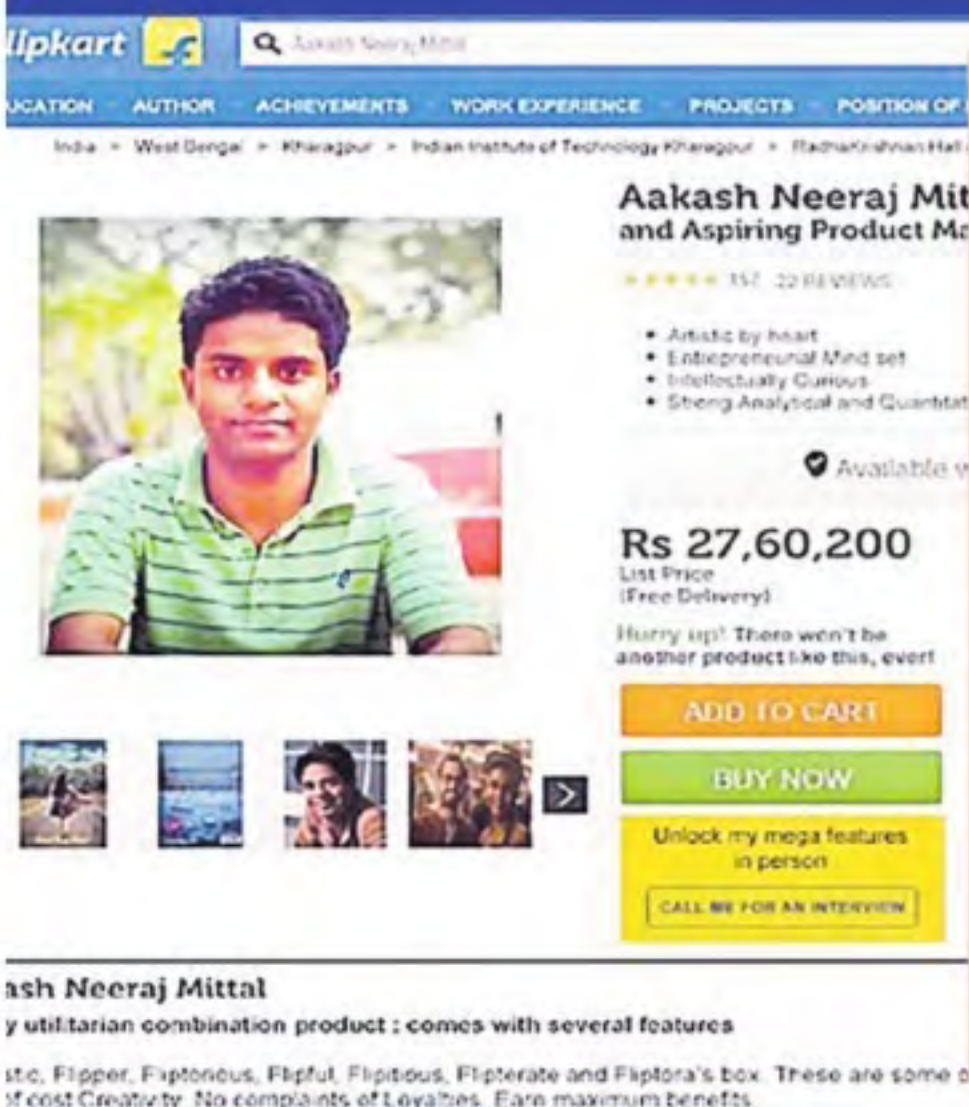 lipkart
Aakash Neeraj Mittal
UCATION AUTHOR ACHIEVEMENTS WORK EXPERIENCE PROJECTS POSITION OF
India > West Bengal > Kharagpur > Indian Institute of Technology Kharagpur > Radhakrishnan Hall
Aakash Neeraj Mit
and Aspiring Product Ma
22 REVIEWS
• Artistic by heart
• Entrepreneurial Mind set
• Intellectually Curious
• Strong Analytical and Quantitat
Available w
Rs 27,60,200
List Price
(Free Delivery)
Hurry up! There won't be
another product like this, ever!
ADD TO CART
BUY NOW
Unlock my mega features
in person
CALL ME FOR AN INTERVIEW
ash Neeraj Mittal
y utilitarian combination product : comes with several features
stic, Flipper, Fliptorious, Flipful, Flipitious, Flipterate and Fliptora's box. These are some o
of cost Creativity. No complaints of Loyalties. Earn maximum benefits